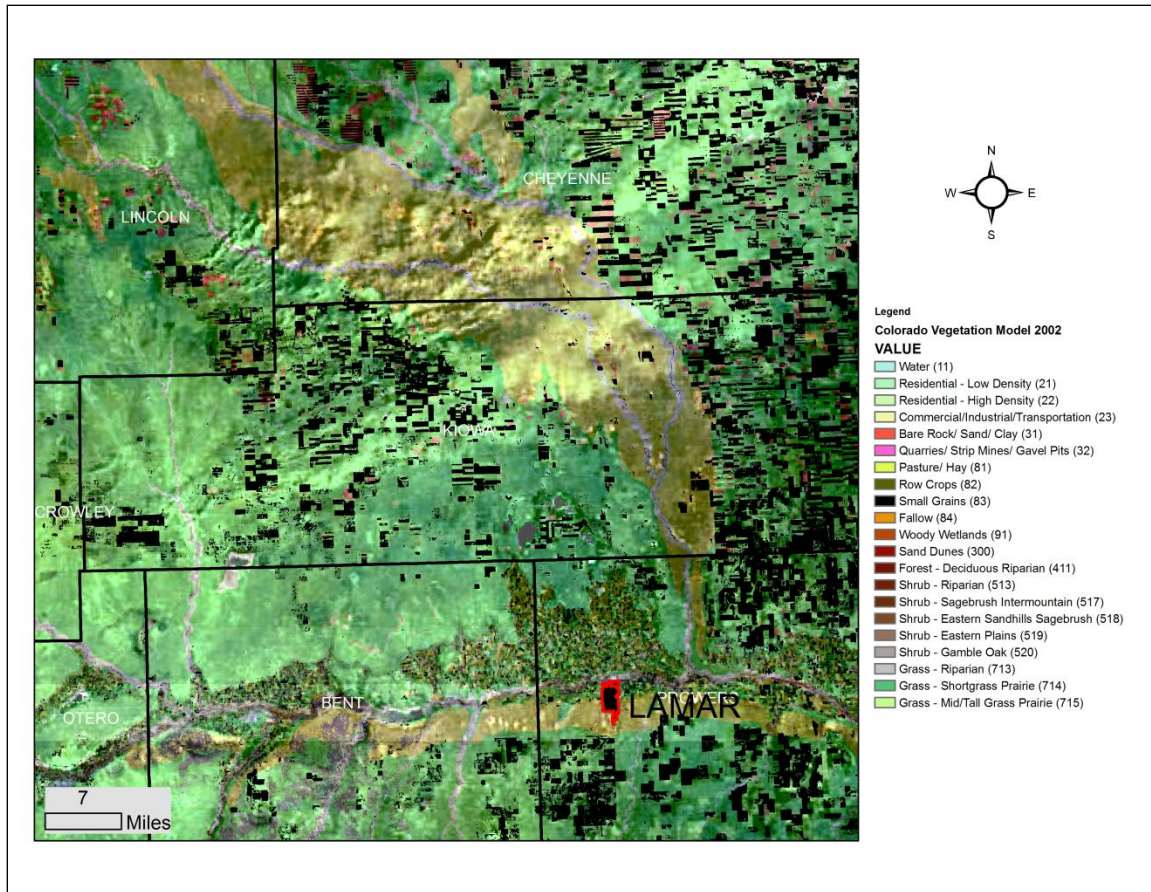 N
W E
S
CHEYENNE
LINCOLN
KIOWA
CROWLEY
BENT
PROWERS
LAMAR
OTERO
7
Miles
Legend
Colorado Vegetation Model 2002
VALUE
Water (11)
Residential - Low Density (21)
Residential - High Density (22)
Commercial/Industrial/Transportation (23)
Bare Rock/ Sand/ Clay (31)
Quarries/ Strip Mines/ Gavel Pits (32)
Pasture/ Hay (81)
Row Crops (82)
Small Grains (83)
Fallow (84)
Woody Wetlands (91)
Sand Dunes (300)
Forest - Deciduous Riparian (411)
Shrub - Riparian (513)
Shrub - Sagebrush Intermountain (517)
Shrub - Eastern Sandhills Sagebrush (518)
Shrub - Eastern Plains (519)
Shrub - Gamble Oak (520)
Grass - Riparian (713)
Grass - Shortgrass Prairie (714)
Grass - Mid/Tall Grass Prairie (715)